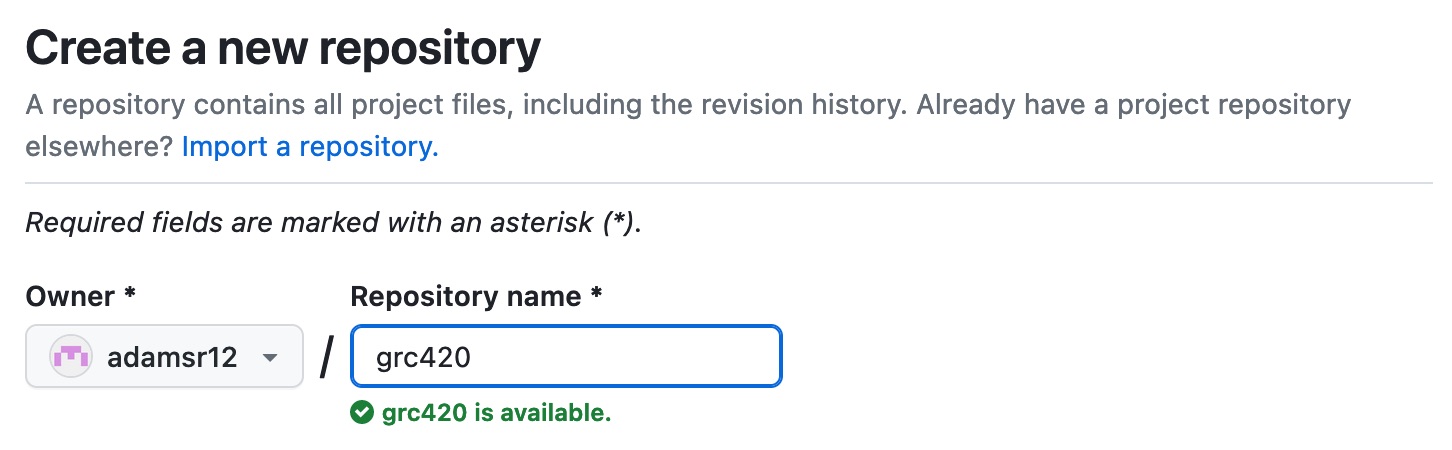 Create a new repository
A repository contains all project files, including the revision history. Already have a project repository
elsewhere? Import a repository.
Required fields are marked with an asterisk (*).
Owner * Repository name *
adamsr12 / grc420
grc420 is available.